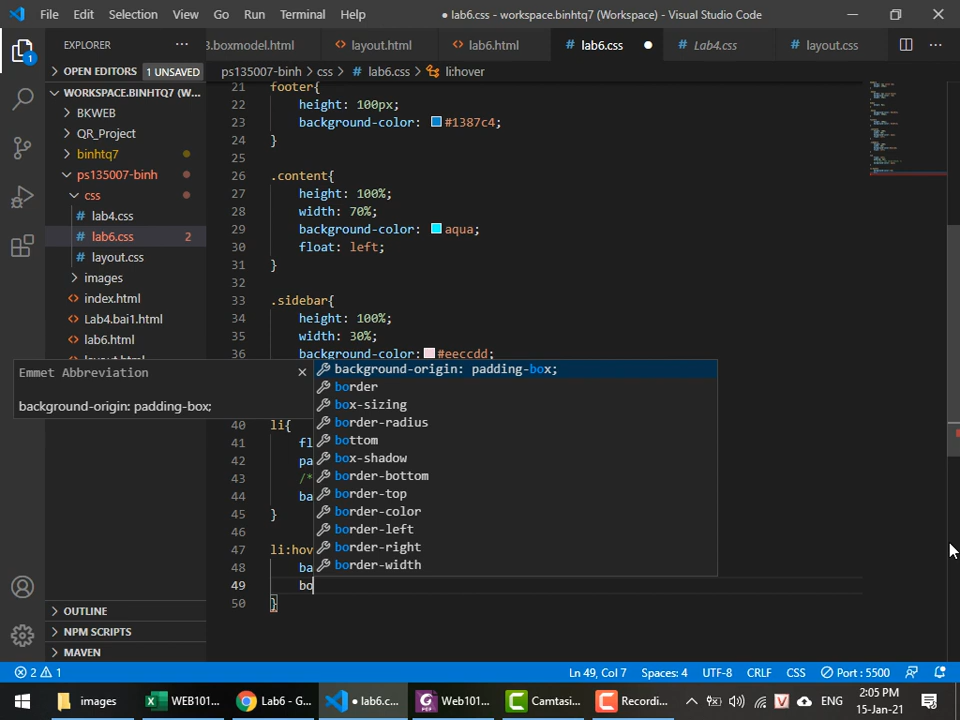 File Edit Selection View Go Run Terminal Help
lab6.css - workspace.binhtq7 (Workspace) - Visual Studio Code
EXPLORER
3.boxmodel.html
layout.html
lab6.html
lab6.css
Lab4.css
layout.css
OPEN EDITORS 1 UNSAVED
ps135007-binh > css > # lab6.css > li:hover
WORKSPACE.BINHTQ7 (W...
BKWEB
QR_Project
binhtq7
ps135007-binh
css
# lab4.css
# lab6.css 2
# layout.css
images
index.html
Lab4.bai1.html
lab6.html
21 footer{
22 height: 100px;
23 background-color: #1387c4;
24 }
25
26 .content{
27 height: 100%;
28 width: 70%;
29 background-color: aqua;
30 float: left;
31 }
32
33 .sidebar{
34 height: 100%;
35 width: 30%;
36 background-color: #eeccdd;
Emmet Abbreviation
background-origin: padding-box;
background-origin: padding-box;
border
box-sizing
border-radius
bottom
box-shadow
border-bottom
border-top
border-color
border-left
border-right
border-width
40 li{
41 fl
42 pa
43 /*
44 ba
45 }
46
47 li:hov
48 ba
49 bo
50 }
OUTLINE
NPM SCRIPTS
MAVEN
2 1 Ln 49, Col 7 Spaces: 4 UTF-8 CRLF CSS Port : 5500
images
WEB101...
Lab6 - G...
• lab6.c...
Web101...
Camtasi...
Recordi...
ENG
2:05 PM
15-Jan-21